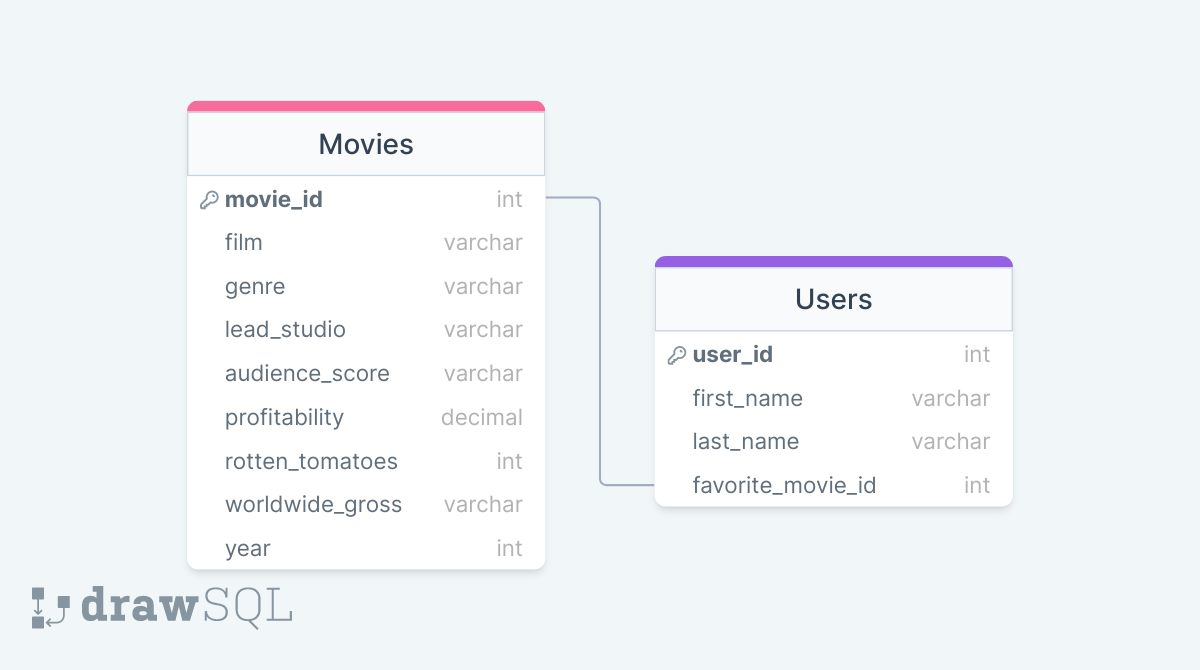 Movies
movie_id int
film varchar
genre varchar
lead_studio varchar
audience_score varchar
profitability decimal
rotten_tomatoes int
worldwide_gross varchar
year int
Users
user_id int
first_name varchar
last_name varchar
favorite_movie_id int
drawSQL